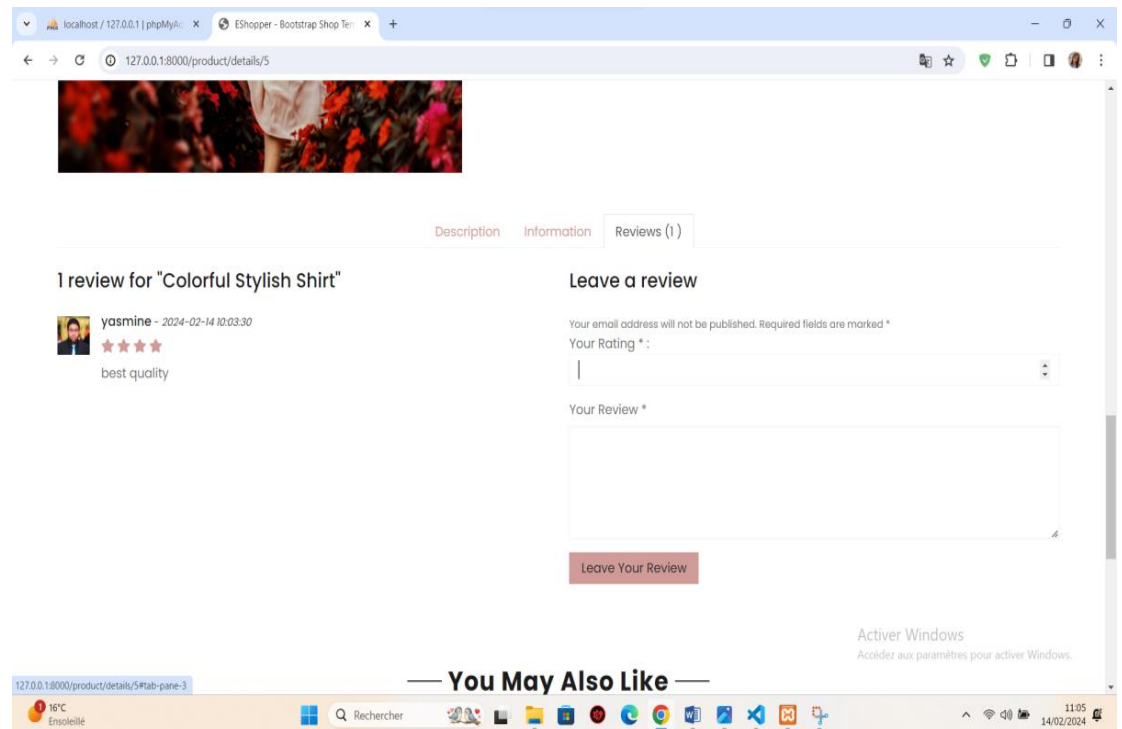 localhost / 127.0.0.1 | phpMyAd
EShopper - Bootstrap Shop Tem
127.0.0.1:8000/product/details/5
Description Information Reviews (1)
1 review for "Colorful Stylish Shirt"
yasmine - 2024-02-14 10:03:30
best quality
Leave a review
Your email address will not be published. Required fields are marked *
Your Rating * :
Your Review *
Leave Your Review
Activer Windows
Accédez aux paramètres pour activer Windows.
You May Also Like
127.0.0.1:8000/product/details/5#tab-pane-3
1
16°C
Ensoleillé
Rechercher
11:05
14/02/2024